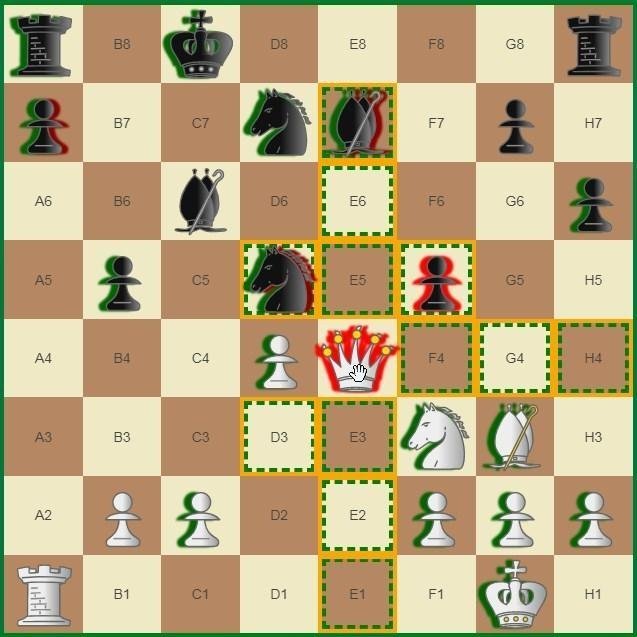 B8 D8 E8 F8 G8
B7 C7 F7 H7
A6 B6 D6 E6 F6 G6
A5 C5 E5 G5 H5
A4 B4 C4 F4 G4 H4
A3 B3 C3 D3 E3 H3
A2 D2 E2
B1 C1 D1 E1 F1 H1